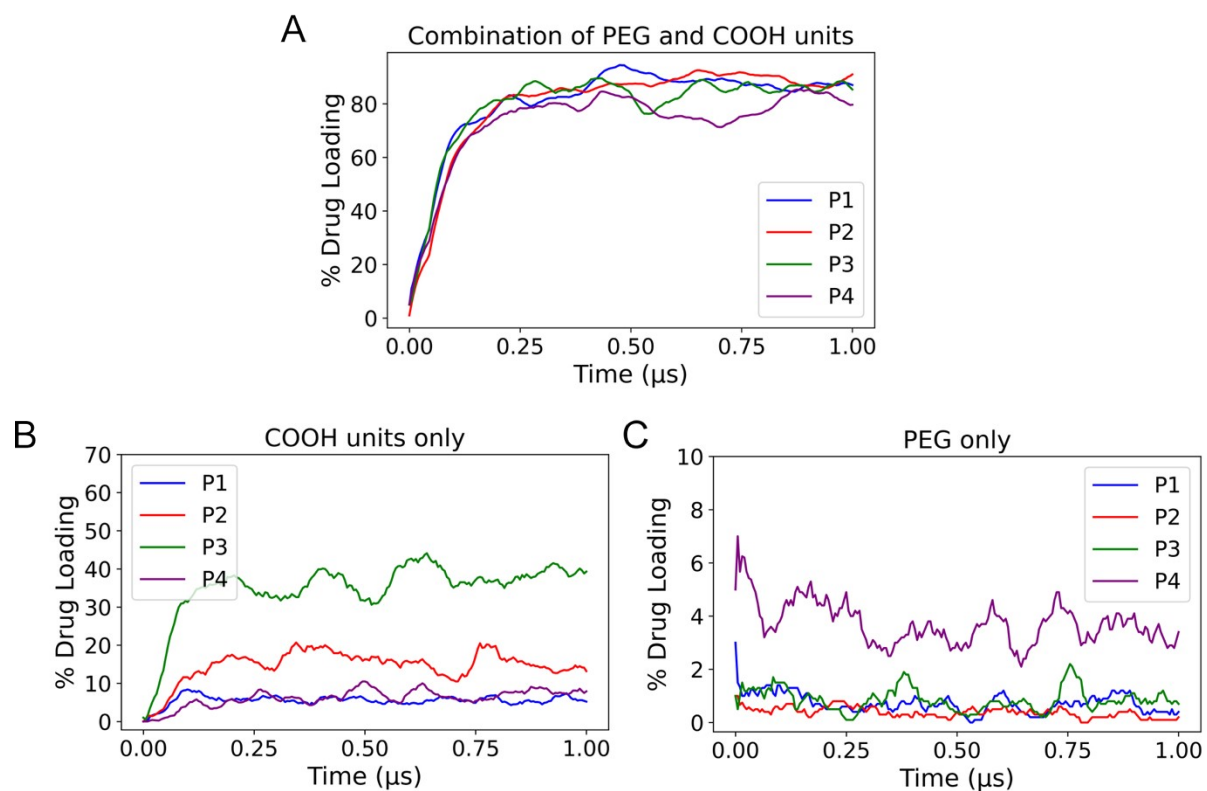 A
Combination of PEG and COOH units
% Drug Loading
80
60
40
20
0
P1
P2
P3
P4
0.00 0.25 0.50 0.75 1.00
Time (μs)
B
COOH units only
% Drug Loading
70
60
50
40
30
20
10
0
P1
P2
P3
P4
0.00 0.25 0.50 0.75 1.00
Time (μs)
C
PEG only
% Drug Loading
10
8
6
4
2
0
P1
P2
P3
P4
0.00 0.25 0.50 0.75 1.00
Time (μs)